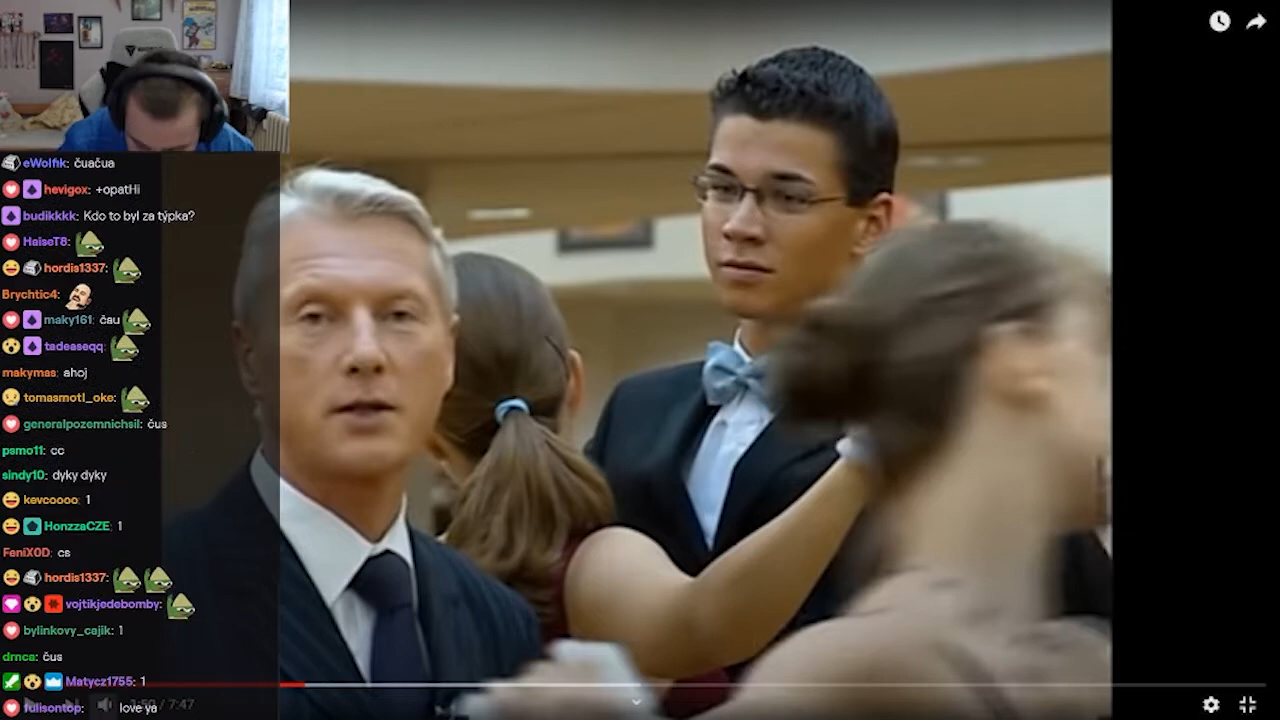 eWolfik: čuačua
hevigox: +opatHi
budikkkk: Kdo to byl za týpka?
HaiseT8:
hordis1337:
Brychtic4:
maky161: čau
tadeaseqq:
makymas: ahoj
tomasmotl_oke:
generalpozemnichsil: čus
psmo11: cc
sindy10: dyky dyky
kevcoooo: 1
HonzzaCZE: 1
FeniX0D: cs
hordis1337:
vojtikjedebomby:
bylinkovy_cajik: 1
drnca: čus
Matycz1755: 1
fulisontop: love ya
/ 7:47